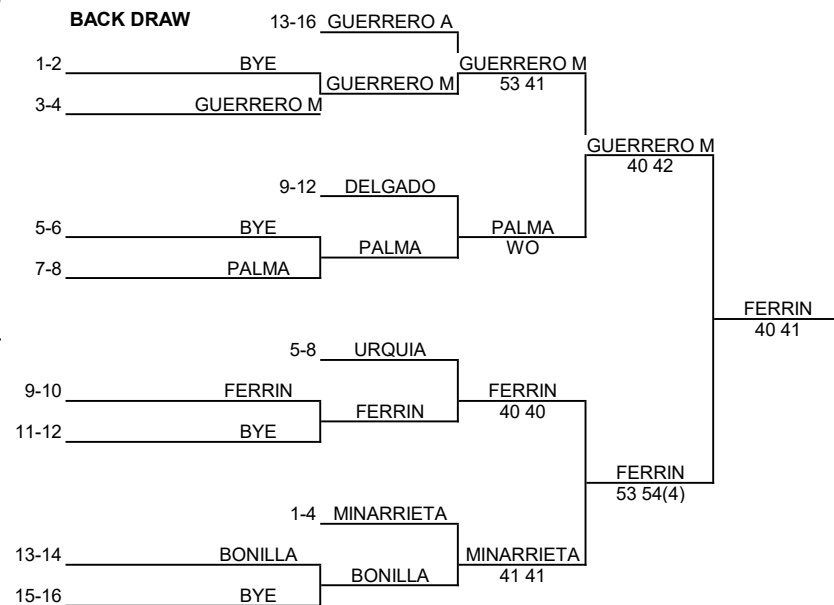 BACK DRAW
13-16 GUERRERO A
1-2 BYE
GUERRERO M
53 41
GUERRERO M
3-4 GUERRERO M
GUERRERO M
40 42
9-12 DELGADO
5-6 BYE
PALMA
WO
PALMA
7-8 PALMA
FERRIN
40 41
5-8 URQUIA
9-10 FERRIN
FERRIN
40 40
FERRIN
11-12 BYE
FERRIN
53 54(4)
1-4 MINARRIETA
13-14 BONILLA
MINARRIETA
41 41
BONILLA
15-16 BYE